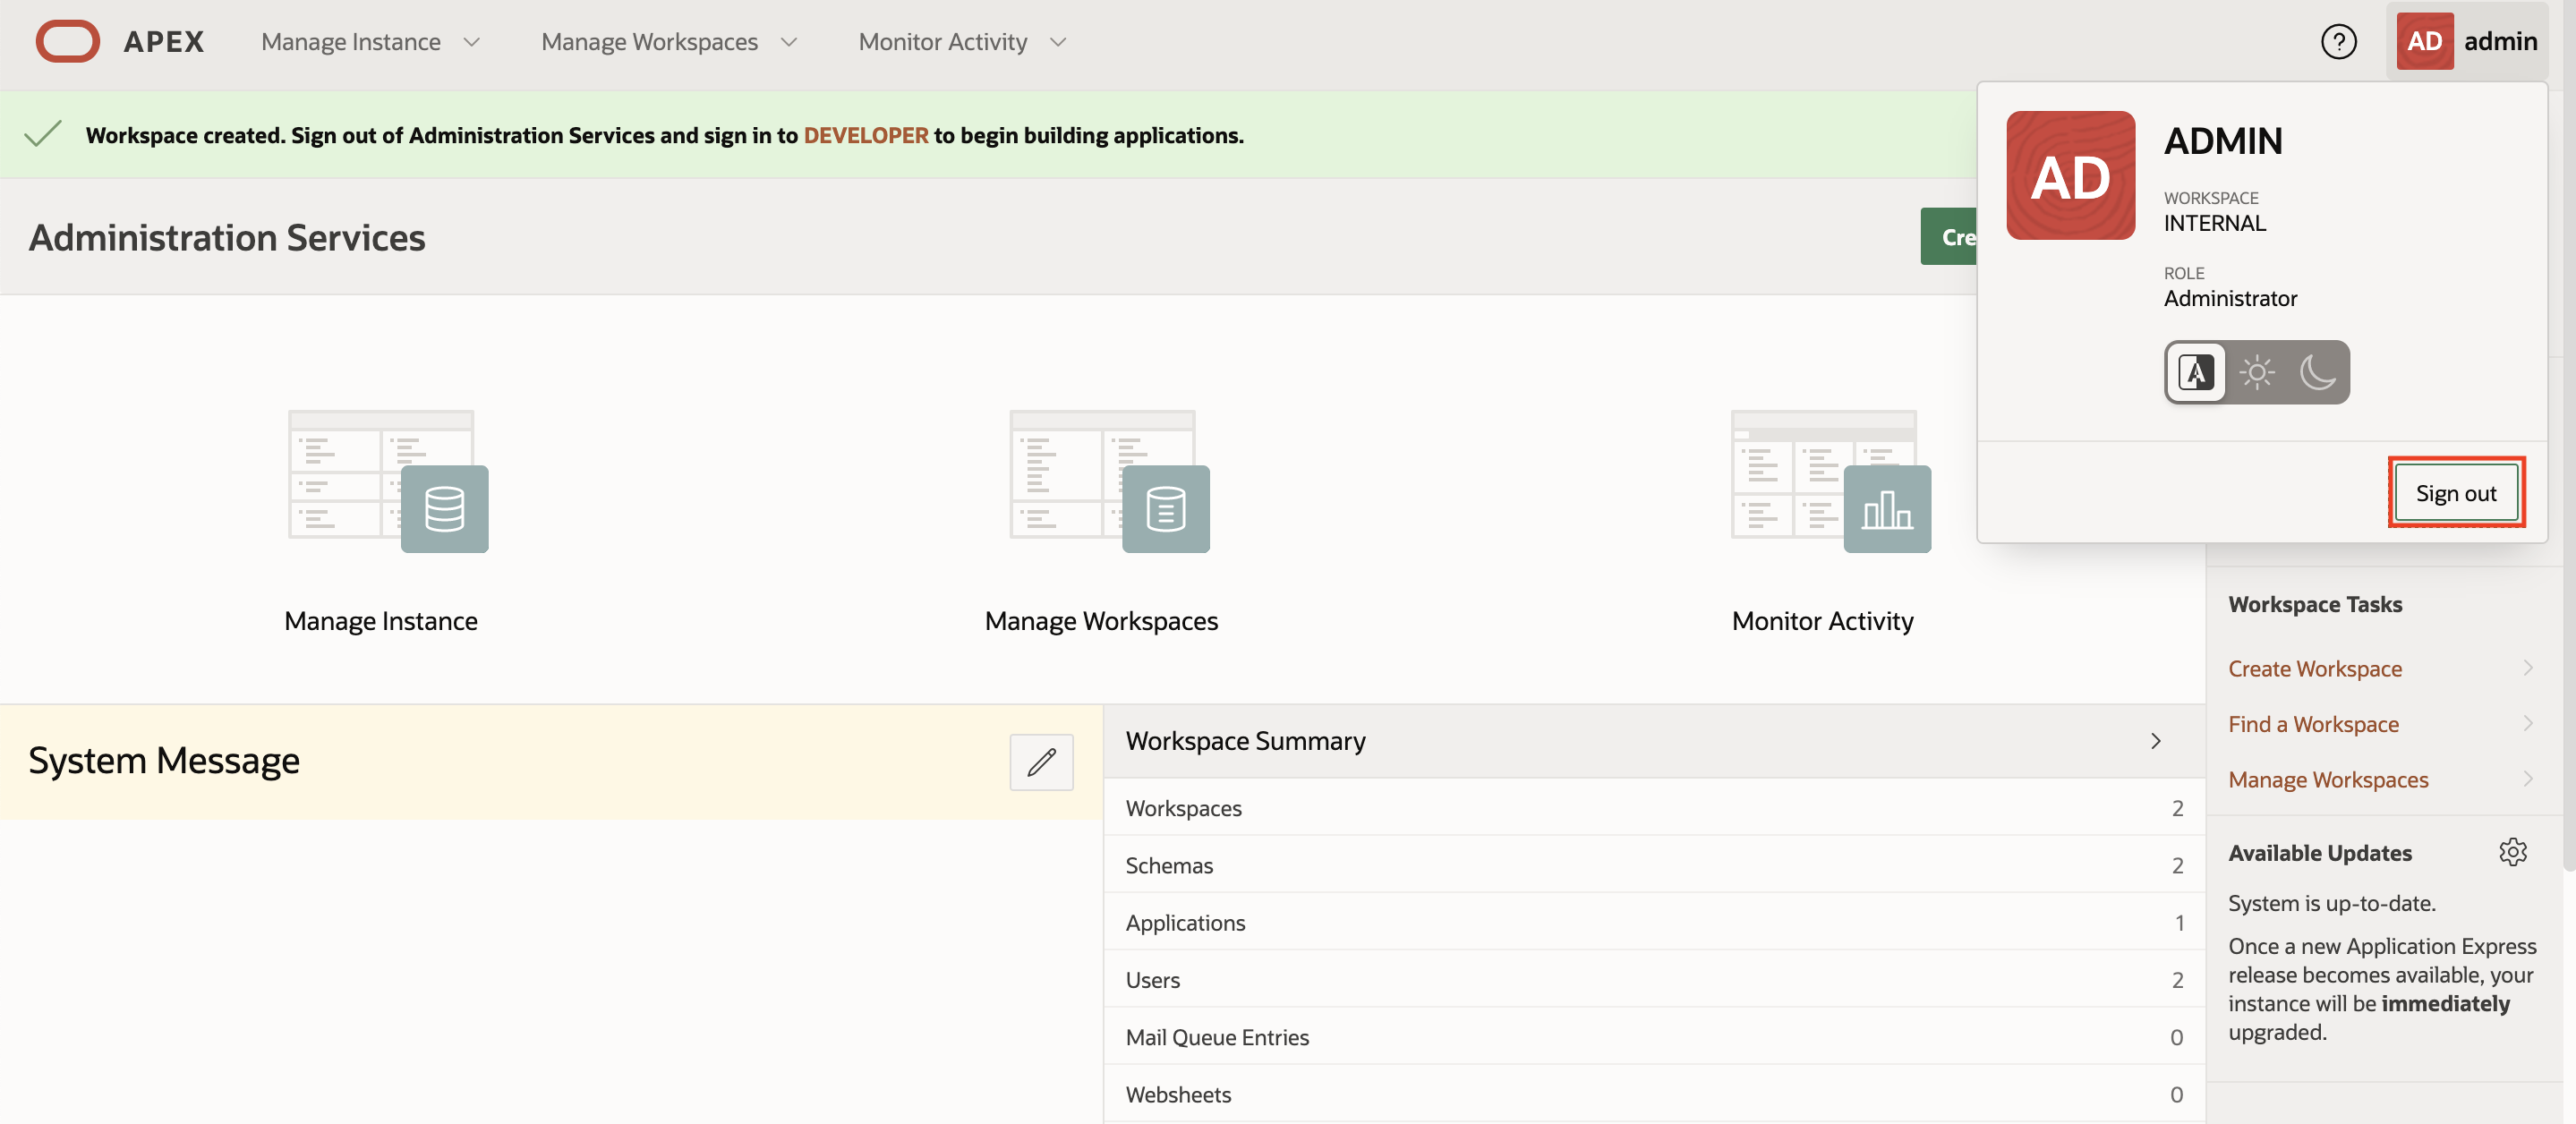 APEX
Manage Instance
Manage Workspaces
Monitor Activity
?
AD
admin
Workspace created. Sign out of Administration Services and sign in to DEVELOPER to begin building applications.
Administration Services
Cre
AD
ADMIN
WORKSPACE
INTERNAL
ROLE
Administrator
A
Sign out
Manage Instance
Manage Workspaces
Monitor Activity
System Message
Workspace Summary
Workspaces 2
Schemas 2
Applications 1
Users 2
Mail Queue Entries 0
Websheets 0
Workspace Tasks
Create Workspace
Find a Workspace
Manage Workspaces
Available Updates
System is up-to-date.
Once a new Application Express
release becomes available, your
instance will be immediately
upgraded.